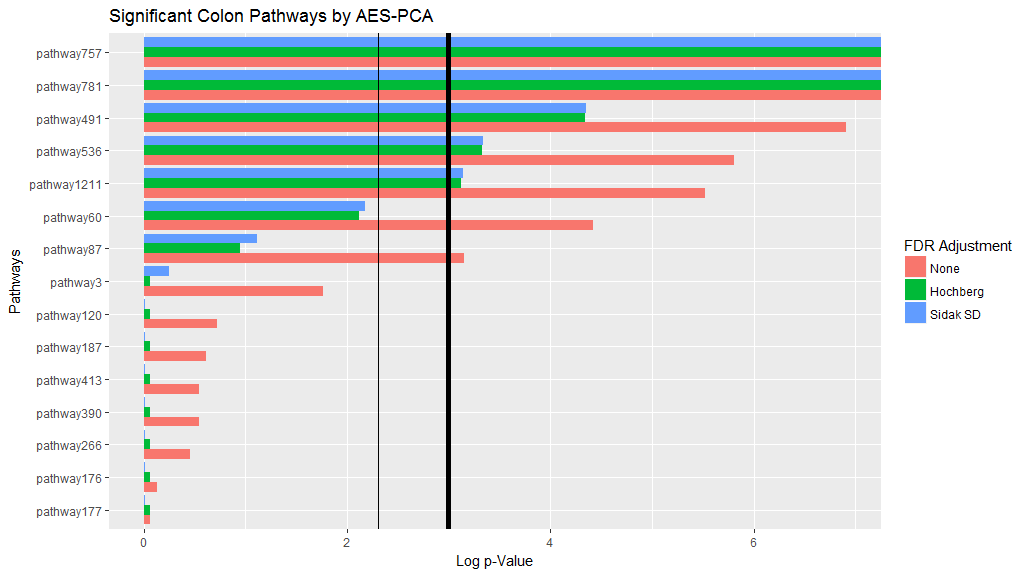 Significant Colon Pathways by AES-PCA
pathway757
pathway781
pathway491
pathway536
pathway1211
pathway60
pathway87
pathway3
pathway120
pathway187
pathway413
pathway390
pathway266
pathway176
pathway177
Pathways
0 2 4 6
Log p-Value
FDR Adjustment
None
Hochberg
Sidak SD